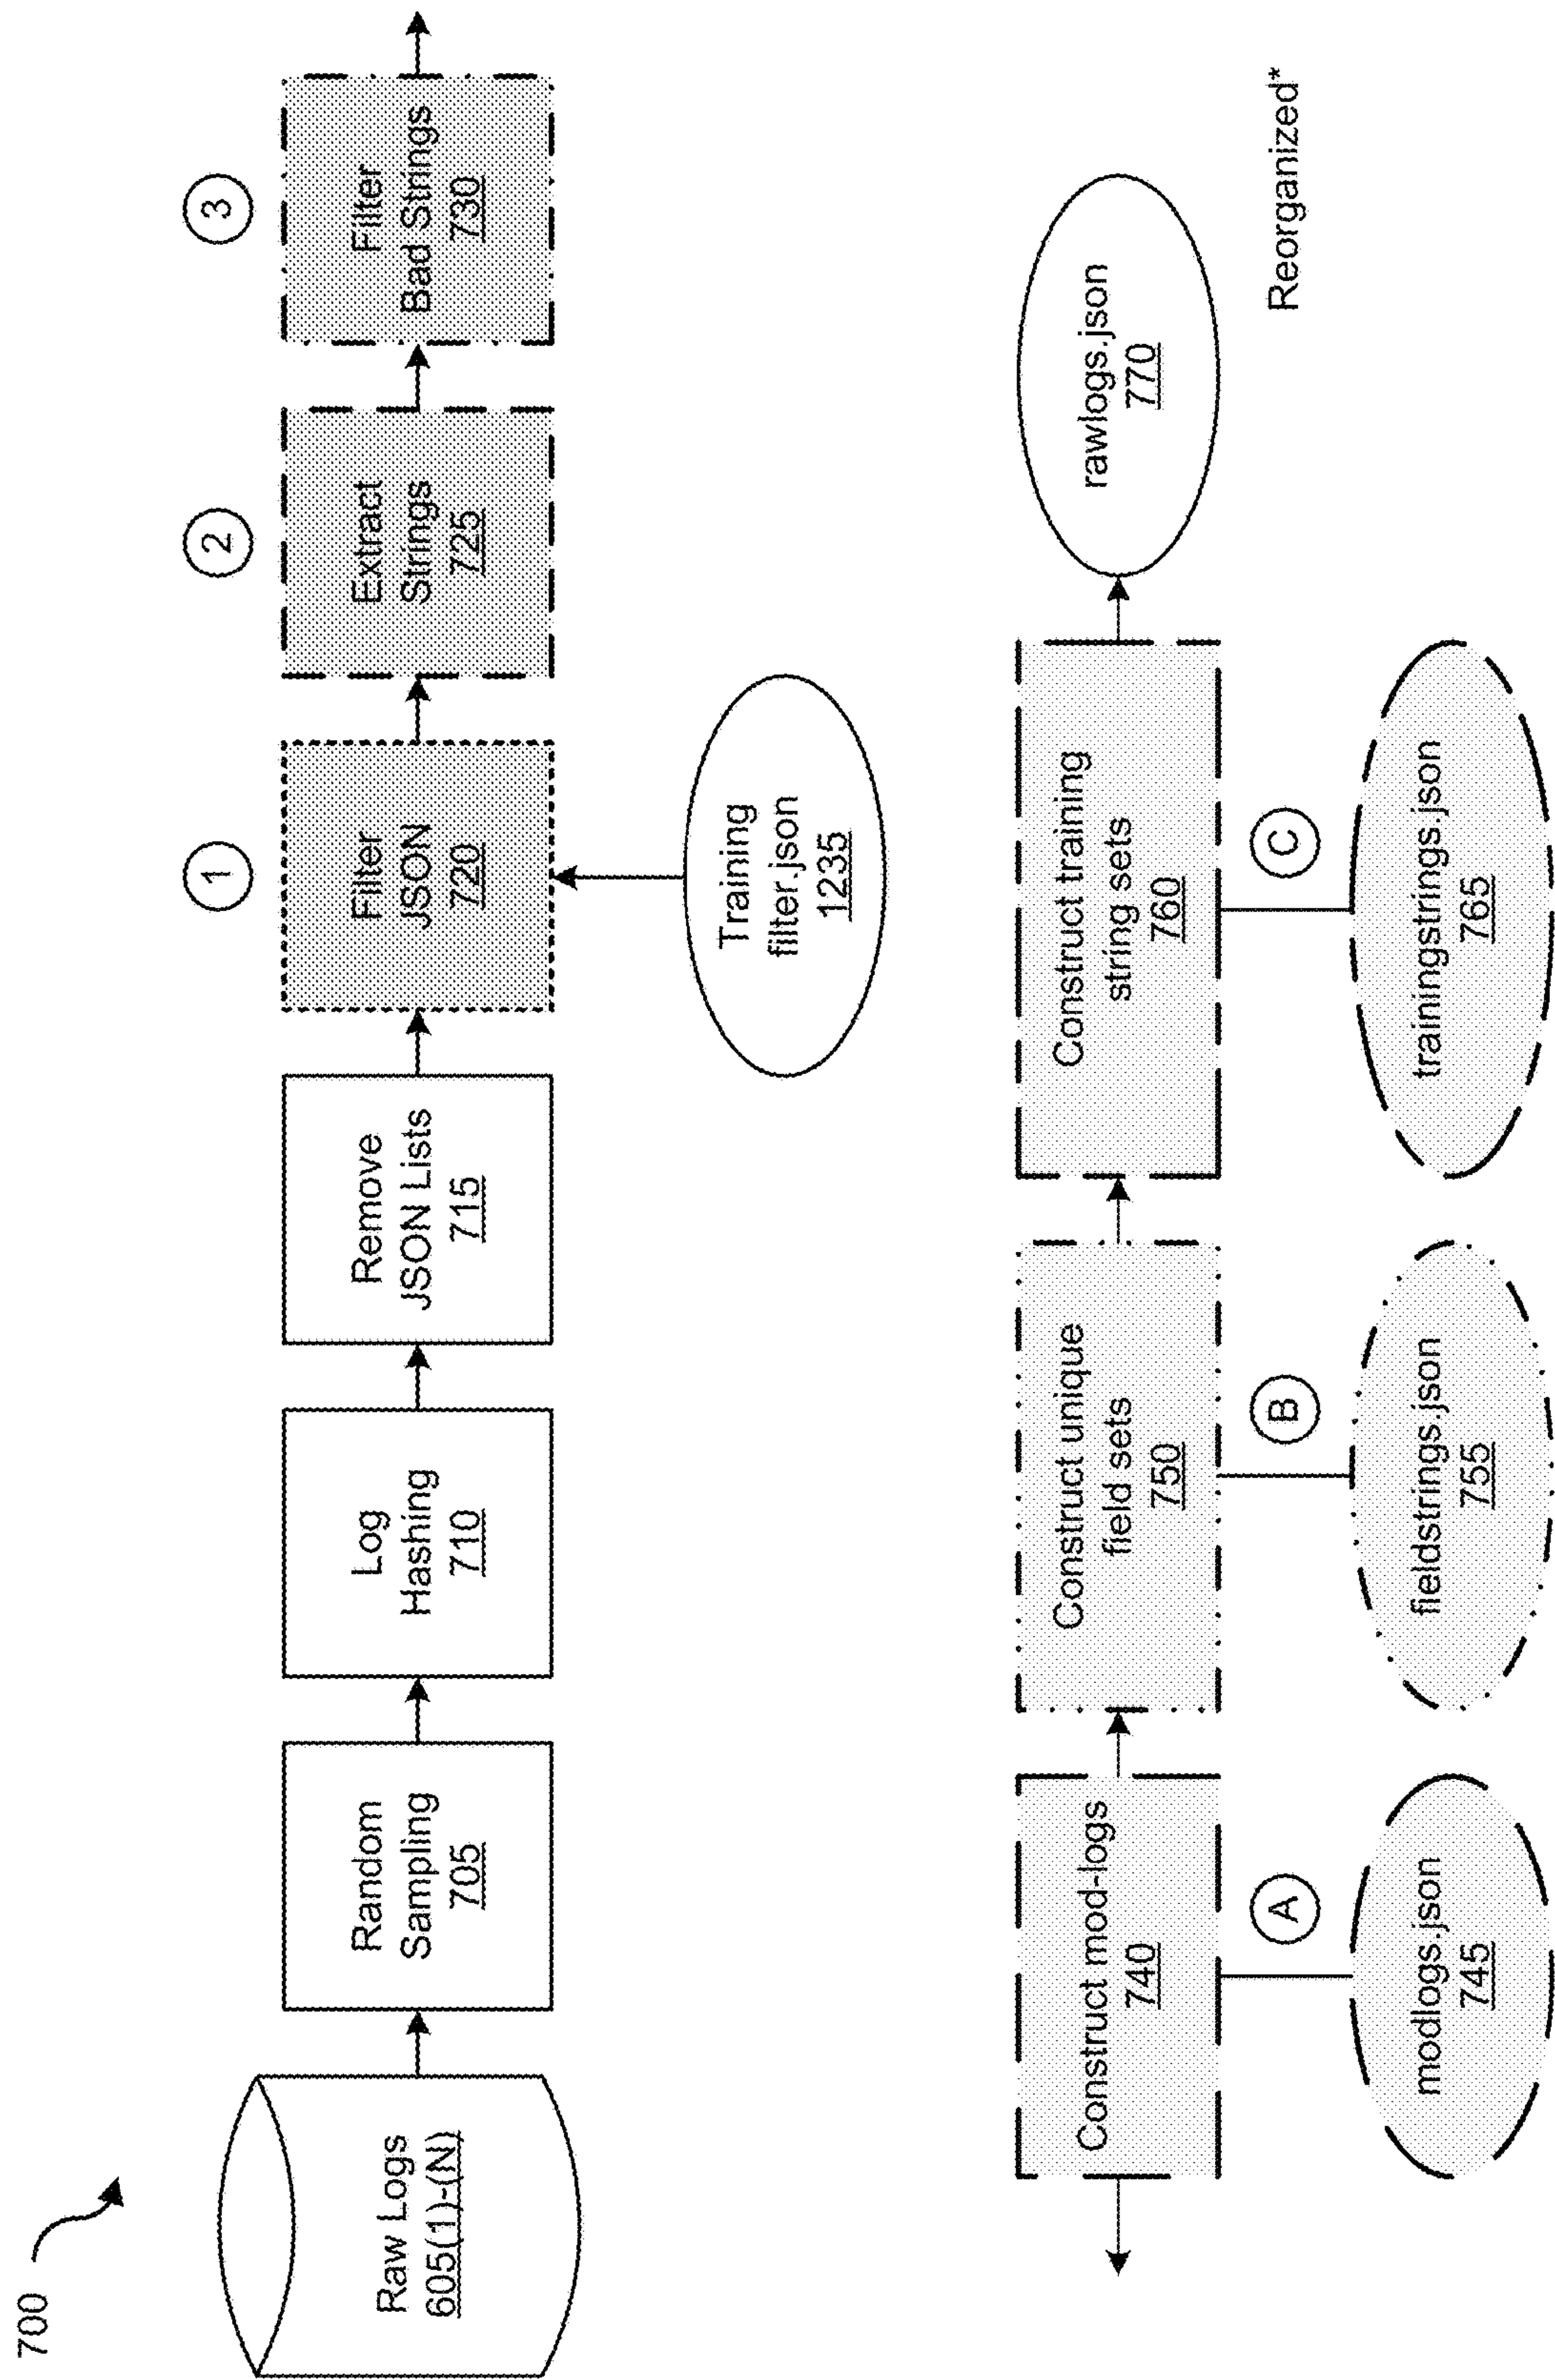 700
Raw Logs
605(1)-(N)
Random
Sampling
705
Log
Hashing
710
Remove
JSON Lists
715
1
Filter
JSON
720
Training
filter.json
1235
2
Extract
Strings
725
3
Filter
Bad Strings
730
Construct mod-logs
740
A
modlogs.json
745
Construct unique
field sets
750
B
fieldstrings.json
755
Construct training
string sets
760
C
trainingstrings.json
765
rawlogs.json
770
Reorganized*